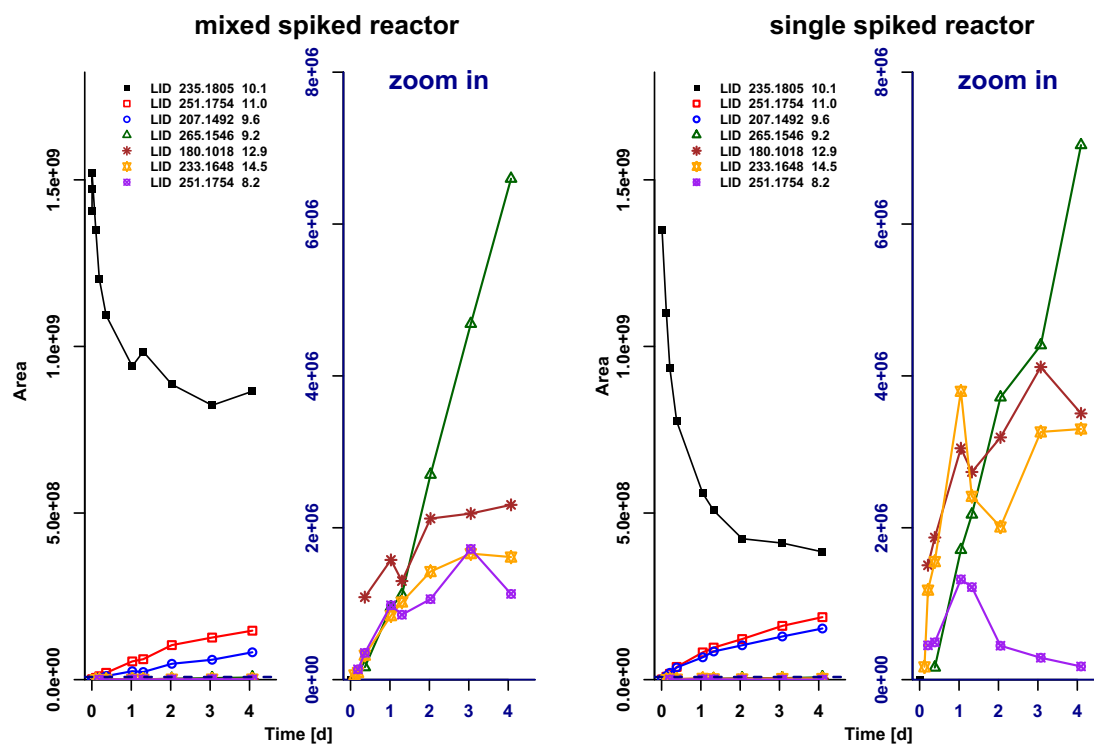 mixed spiked reactor
zoom in
LID 235.1805 10.1
LID 251.1754 11.0
LID 207.1492 9.6
LID 265.1546 9.2
LID 180.1018 12.9
LID 233.1648 14.5
LID 251.1754 8.2
Area
0.0e+00
5.0e+08
1.0e+09
1.5e+09
0e+00
2e+06
4e+06
6e+06
8e+06
0 1 2 3 4
0 1 2 3 4
Time [d]
single spiked reactor
zoom in
LID 235.1805 10.1
LID 251.1754 11.0
LID 207.1492 9.6
LID 265.1546 9.2
LID 180.1018 12.9
LID 233.1648 14.5
LID 251.1754 8.2
Area
0.0e+00
5.0e+08
1.0e+09
1.5e+09
0e+00
2e+06
4e+06
6e+06
8e+06
0 1 2 3 4
0 1 2 3 4
Time [d]